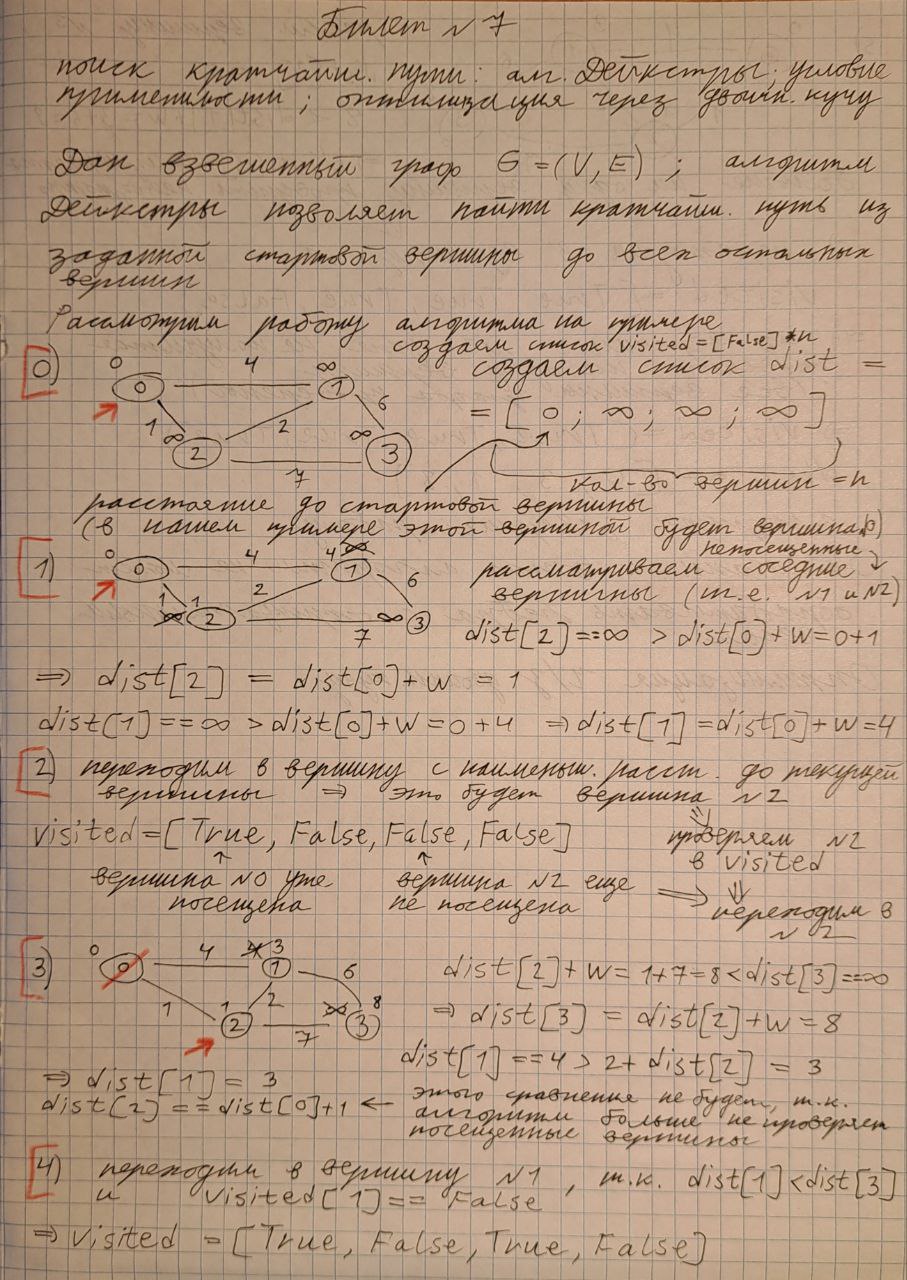 Билет №7
поиск кратчайш. пути: алг. Дейкстры; условие
применимости; оптимизация через двоичн. кучу
Дан взвешенный граф G=(V,E); алгоритм
Дейкстры позволяет найти кратчайш. путь из
заданной стартовой вершины до всех остальных
вершин
Рассмотрим работу алгоритма на примере
создаем список visited=[False]*n
0)
0
0
4
∞
1
создаем список dist =
= [0; ∞; ∞; ∞]
1
∞
2
2
6
∞
3
7
кол-во вершин = n
расстояние до стартовой вершины
(в нашем примере этой вершиной будет вершина 0)
1)
0
0
4
4 ∞
1
непосещенные
рассматриваем соседние
вершины (т.е. №1 и №2)
1
∞ 1
2
2
6
7
∞
3
dist[2]==∞ > dist[0]+w=0+1
⇒ dist[2] = dist[0]+w = 1
dist[1]==∞ > dist[0]+w=0+4 ⇒ dist[1]=dist[0]+w=4
2) переходим в вершину с наименьш. расст. до текущей
вершины ⇒ это будет вершина №2
visited=[True, False, False, False]
проверяем №2
в visited
вершина №0 уже
посещена
вершина №2 еще
не посещена
⇒ переходим в
№2
3)
0
0
4
4 3
1
6
1
1
2
2
7
∞ 8
3
dist[2]+w=1+7=8<dist[3]==∞
⇒ dist[3] = dist[2]+w=8
dist[1]==4>2+dist[2]=3
⇒ dist[1]=3
dist[2]==dist[0]+1 ← этого сравнения не будет, т.к.
алгоритм больше не проверяет
посещенные вершины
4) переходим в вершину №1, т.к. dist[1]<dist[3]
и visited[1]==False
⇒ visited =[True, False, True, False]